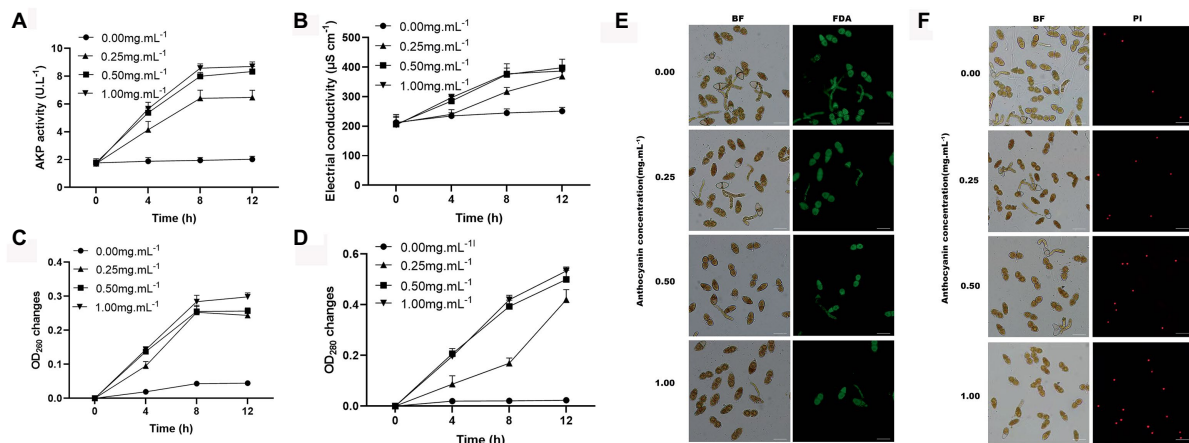 A
0.00mg.mL⁻¹
0.25mg.mL⁻¹
0.50mg.mL⁻¹
1.00mg.mL⁻¹
AKP activity (U.L⁻¹)
10
8
6
4
2
0
0 4 8 12
Time (h)
B
0.00mg.mL⁻¹
0.25mg.mL⁻¹
0.50mg.mL⁻¹
1.00mg.mL⁻¹
Electrial conductivity (µS cm⁻¹)
600
500
400
300
200
100
0
0 4 8 12
Time (h)
C
0.00mg.mL⁻¹
0.25mg.mL⁻¹
0.50mg.mL⁻¹
1.00mg.mL⁻¹
OD₂₆₀ changes
0.4
0.3
0.2
0.1
0.0
0 4 8 12
Time (h)
D
0.00mg.mL⁻¹ˡ
0.25mg.mL⁻¹
0.50mg.mL⁻¹
1.00mg.mL⁻¹
OD₂₈₀ changes
0.6
0.4
0.2
0.0
0 4 8 12
Time (h)
E
BF FDA
Anthocyanin concentration(mg.mL⁻¹)
0.00
0.25
0.50
1.00
F
BF PI
Anthocyanin concentration(mg.mL⁻¹)
0.00
0.25
0.50
1.00